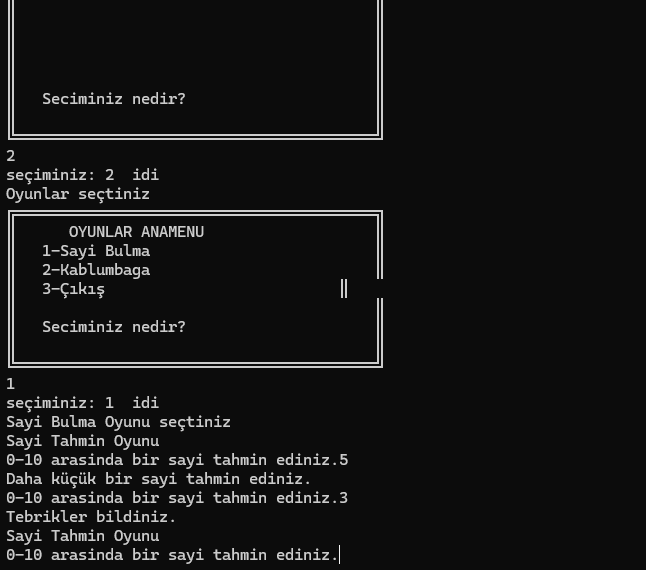 Seciminiz nedir?
2
seçiminiz: 2  idi
Oyunlar seçtiniz
OYUNLAR ANAMENU
1-Sayi Bulma
2-Kablumbaga
3-Çıkış
Seciminiz nedir?
1
seçiminiz: 1  idi
Sayi Bulma Oyunu seçtiniz
Sayi Tahmin Oyunu
0-10 arasinda bir sayi tahmin ediniz.5
Daha küçük bir sayi tahmin ediniz.
0-10 arasinda bir sayi tahmin ediniz.3
Tebrikler bildiniz.
Sayi Tahmin Oyunu
0-10 arasinda bir sayi tahmin ediniz.